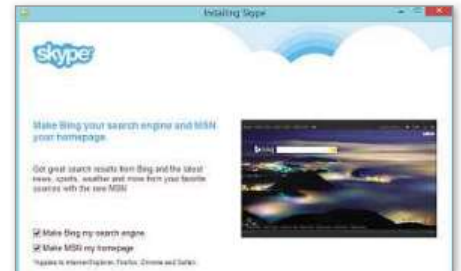 Installing Skype
skype
Make Bing your search engine and MSN
your homepage.
Get great search results from Bing and the latest
news, sports, weather and more from your favorite
sources with the new MSN
bing
Make Bing my search engine
Make MSN my homepage
*Applies to Internet Explorer, Firefox, Chrome and Safari.